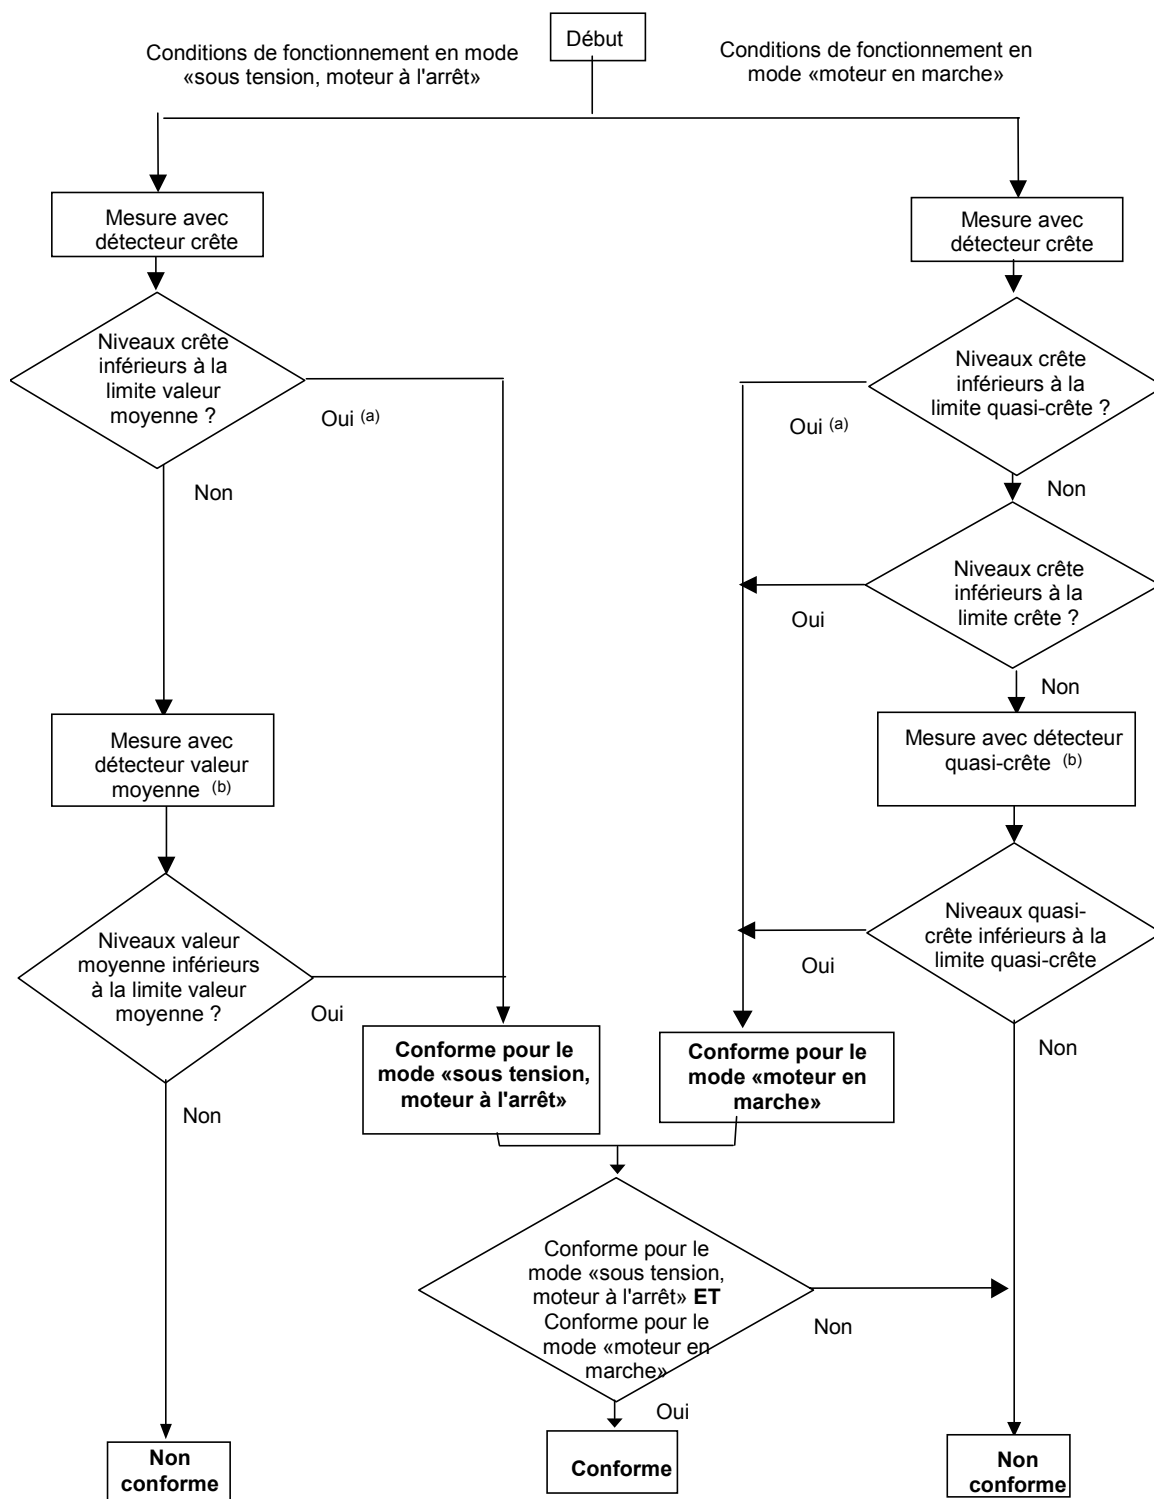 Début
Conditions de fonctionnement en mode
«sous tension, moteur à l'arrêt»
Conditions de fonctionnement en
mode «moteur en marche»
Mesure avec
détecteur crête
Mesure avec
détecteur crête
Niveaux crête
inférieurs à la
limite valeur
moyenne ?
Oui (a)
Non
Niveaux crête
inférieurs à la
limite quasi-crête ?
Oui (a)
Non
Niveaux crête
inférieurs à la
limite crête ?
Oui
Non
Mesure avec
détecteur valeur
moyenne (b)
Mesure avec détecteur
quasi-crête (b)
Niveaux valeur
moyenne inférieurs
à la limite valeur
moyenne ?
Oui
Non
Niveaux quasi-
crête inférieurs à la
limite quasi-crête
Oui
Non
Conforme pour le
mode «sous tension,
moteur à l'arrêt»
Conforme pour le
mode «moteur en
marche»
Conforme pour le
mode «sous tension,
moteur à l'arrêt» ET
Conforme pour le
mode «moteur en
marche»
Non
Oui
Non
conforme
Conforme
Non
conforme